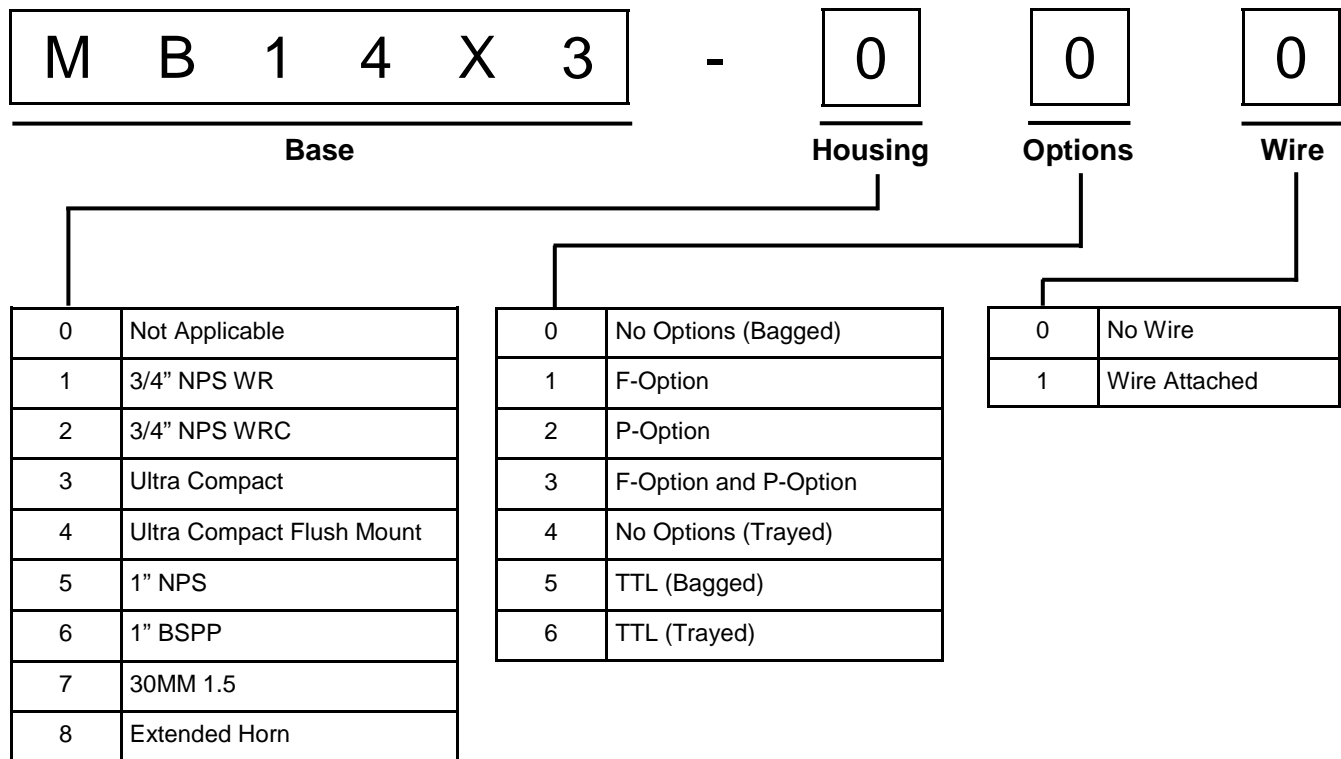 M B 1 4 X 3 - 0 0 0
Base Housing Options Wire
0 Not Applicable
1 3/4” NPS WR
2 3/4” NPS WRC
3 Ultra Compact
4 Ultra Compact Flush Mount
5 1” NPS
6 1” BSPP
7 30MM 1.5
8 Extended Horn
0 No Options (Bagged)
1 F-Option
2 P-Option
3 F-Option and P-Option
4 No Options (Trayed)
5 TTL (Bagged)
6 TTL (Trayed)
0 No Wire
1 Wire Attached